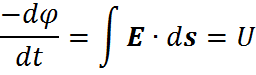 −dφ/dt = ∫ E · ds = U